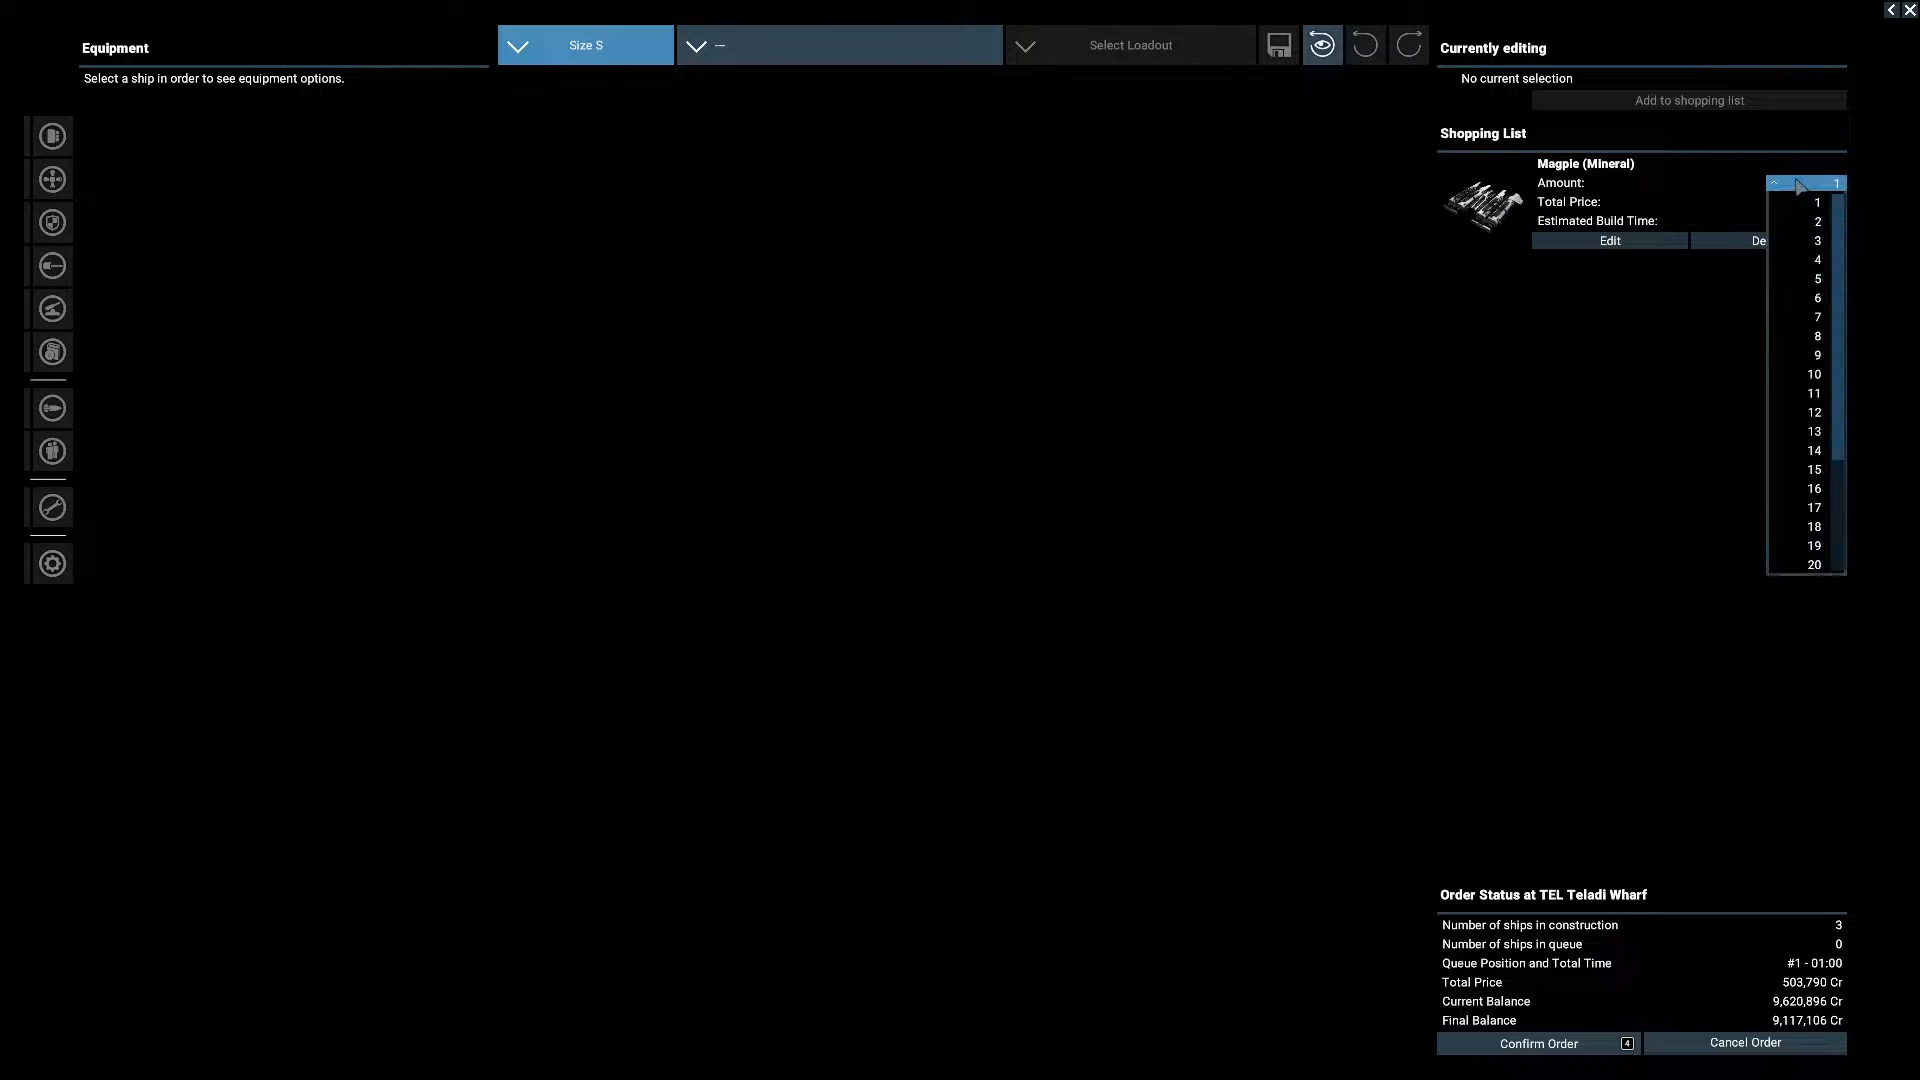 Equipment
Select a ship in order to see equipment options.
Size S
---
Select Loadout
Currently editing
No current selection
Add to shopping list
Shopping List
Magpie (Mineral)
Amount: 1
Total Price:
Estimated Build Time:
Edit
De
1
2
3
4
5
6
7
8
9
10
11
12
13
14
15
16
17
18
19
20
Order Status at TEL Teladi Wharf
Number of ships in construction 3
Number of ships in queue 0
Queue Position and Total Time #1 - 01:00
Total Price 503,790 Cr
Current Balance 9,620,896 Cr
Final Balance 9,117,106 Cr
Confirm Order 4
Cancel Order